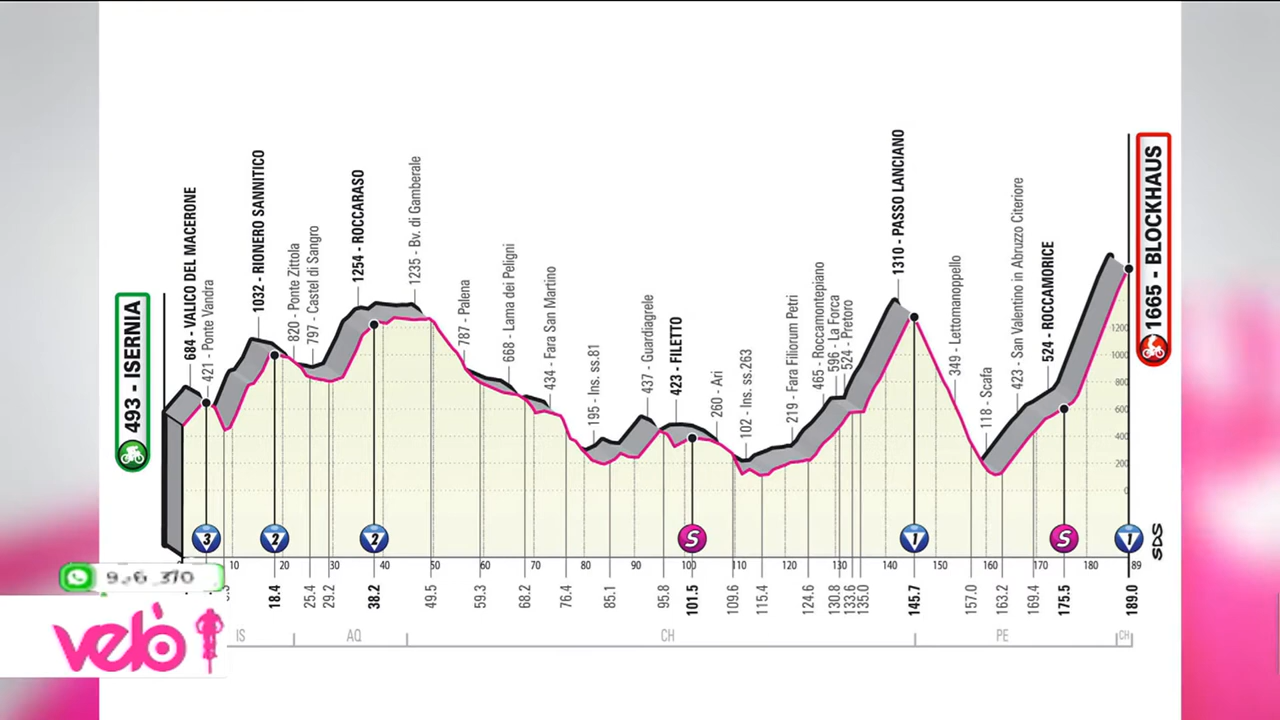 493 - ISERNIA
684 - VALICO DEL MACERONE
421 - Ponte Vandra
1032 - RIONERO SANNITICO
820 - Ponte Zittola
797 - Castel di Sangro
1254 - ROCCARASO
1235 - Bv. di Gamberale
787 - Palena
668 - Lama dei Peligni
434 - Fara San Martino
195 - Ins. ss.81
437 - Guardiagrele
423 - FILETTO
260 - Ari
102 - Ins. ss.263
219 - Fara Filiorum Petri
465 - Roccamontepiano
596 - La Forca
524 - Pretoro
1310 - PASSO LANCIANO
349 - Lettomanoppello
118 - Scafa
423 - San Valentino in Abruzzo Citeriore
524 - ROCCAMORICE
1665 - BLOCKHAUS
1200
1000
800
600
400
200
0
3 2 2 S 1 S 1
SDS
10 20 30 40 50 60 70 80 90 100 110 120 130 140 150 160 170 180 89
18.4 25.4 29.2 38.2 49.5 59.3 68.2 76.4 85.1 95.8 101.5 109.6 115.4 124.6 130.8 133.6 135.0 145.7 157.0 163.2 169.4 175.5 189.0
IS AQ CH PE CH
velò